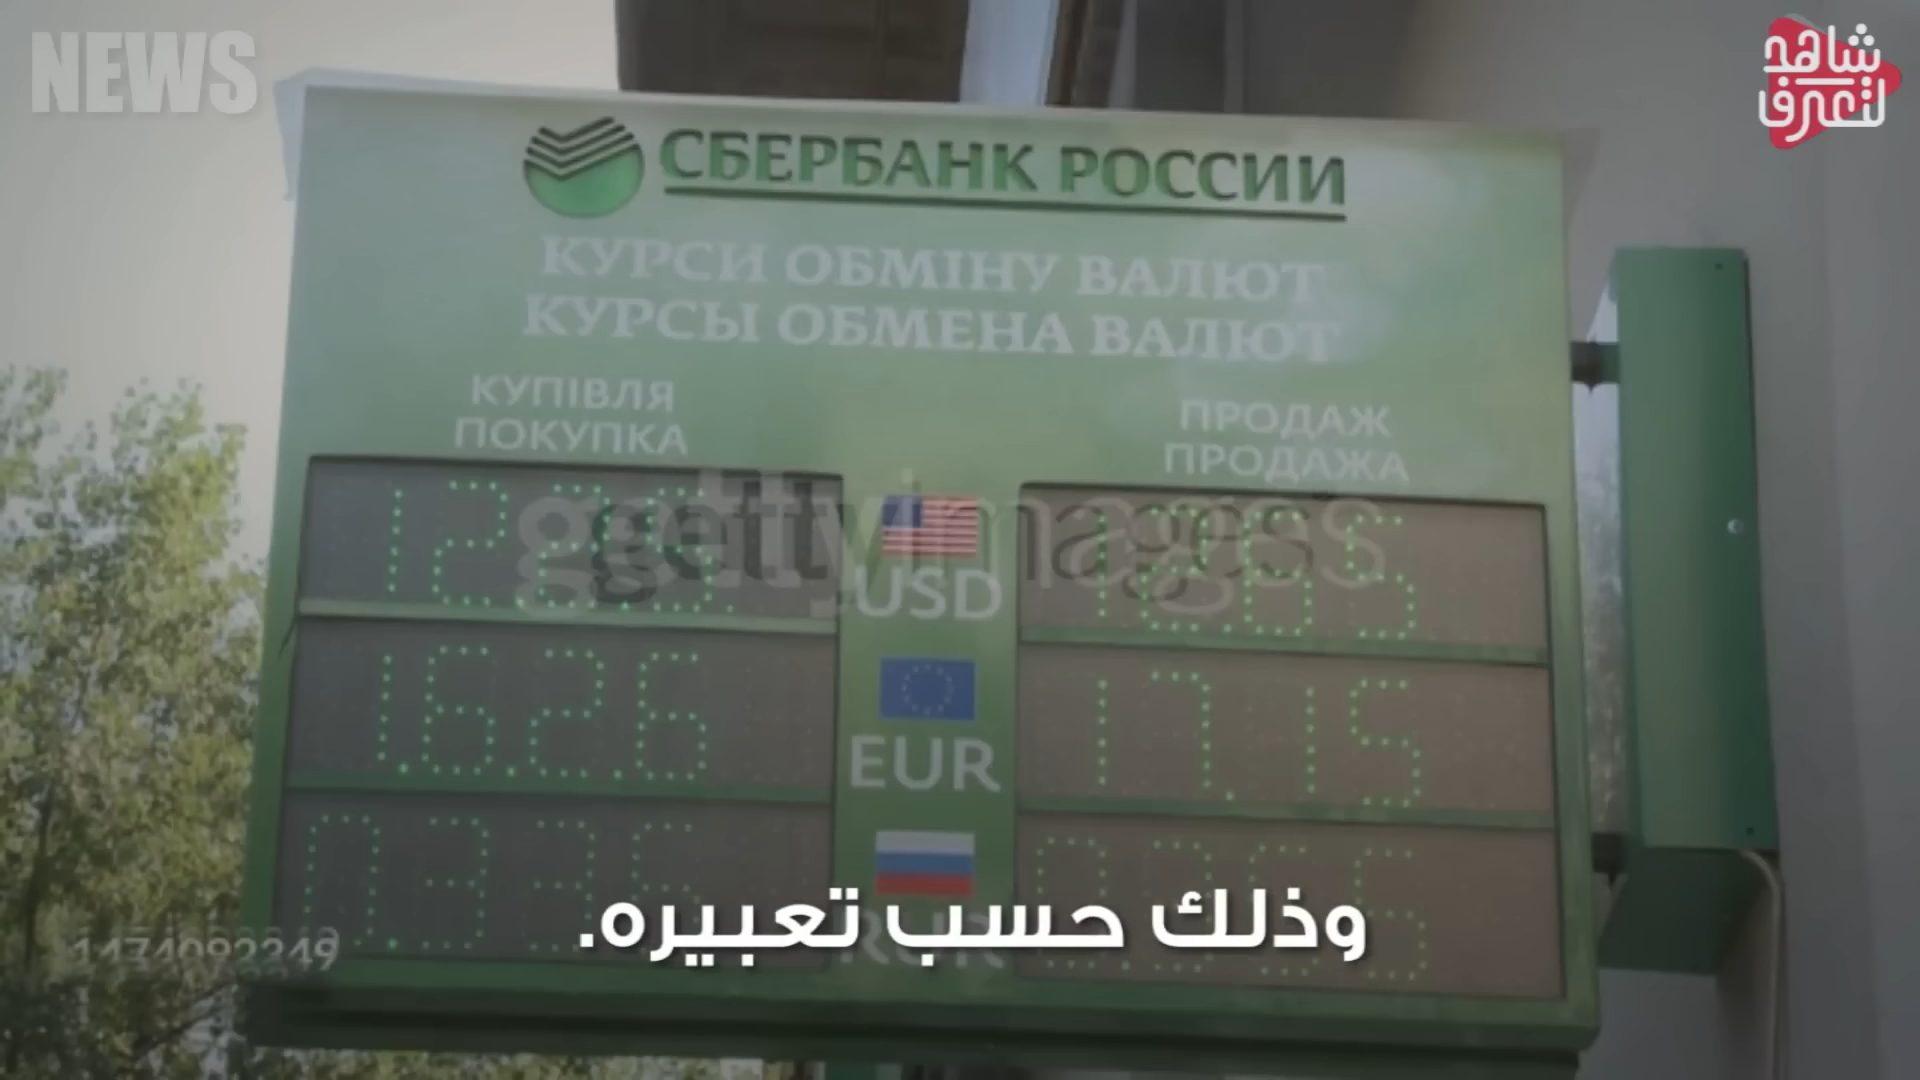 NEWS
شاهد
لتعرف
СБЕРБАНК РОССИИ
КУРСИ ОБМІНУ ВАЛЮТ
КУРСЫ ОБМЕНА ВАЛЮТ
КУПІВЛЯ
ПОКУПКА
ПРОДАЖ
ПРОДАЖА
gettyimages
USD
16.26
EUR
17.15
RUR
وذلك حسب تعبيره.